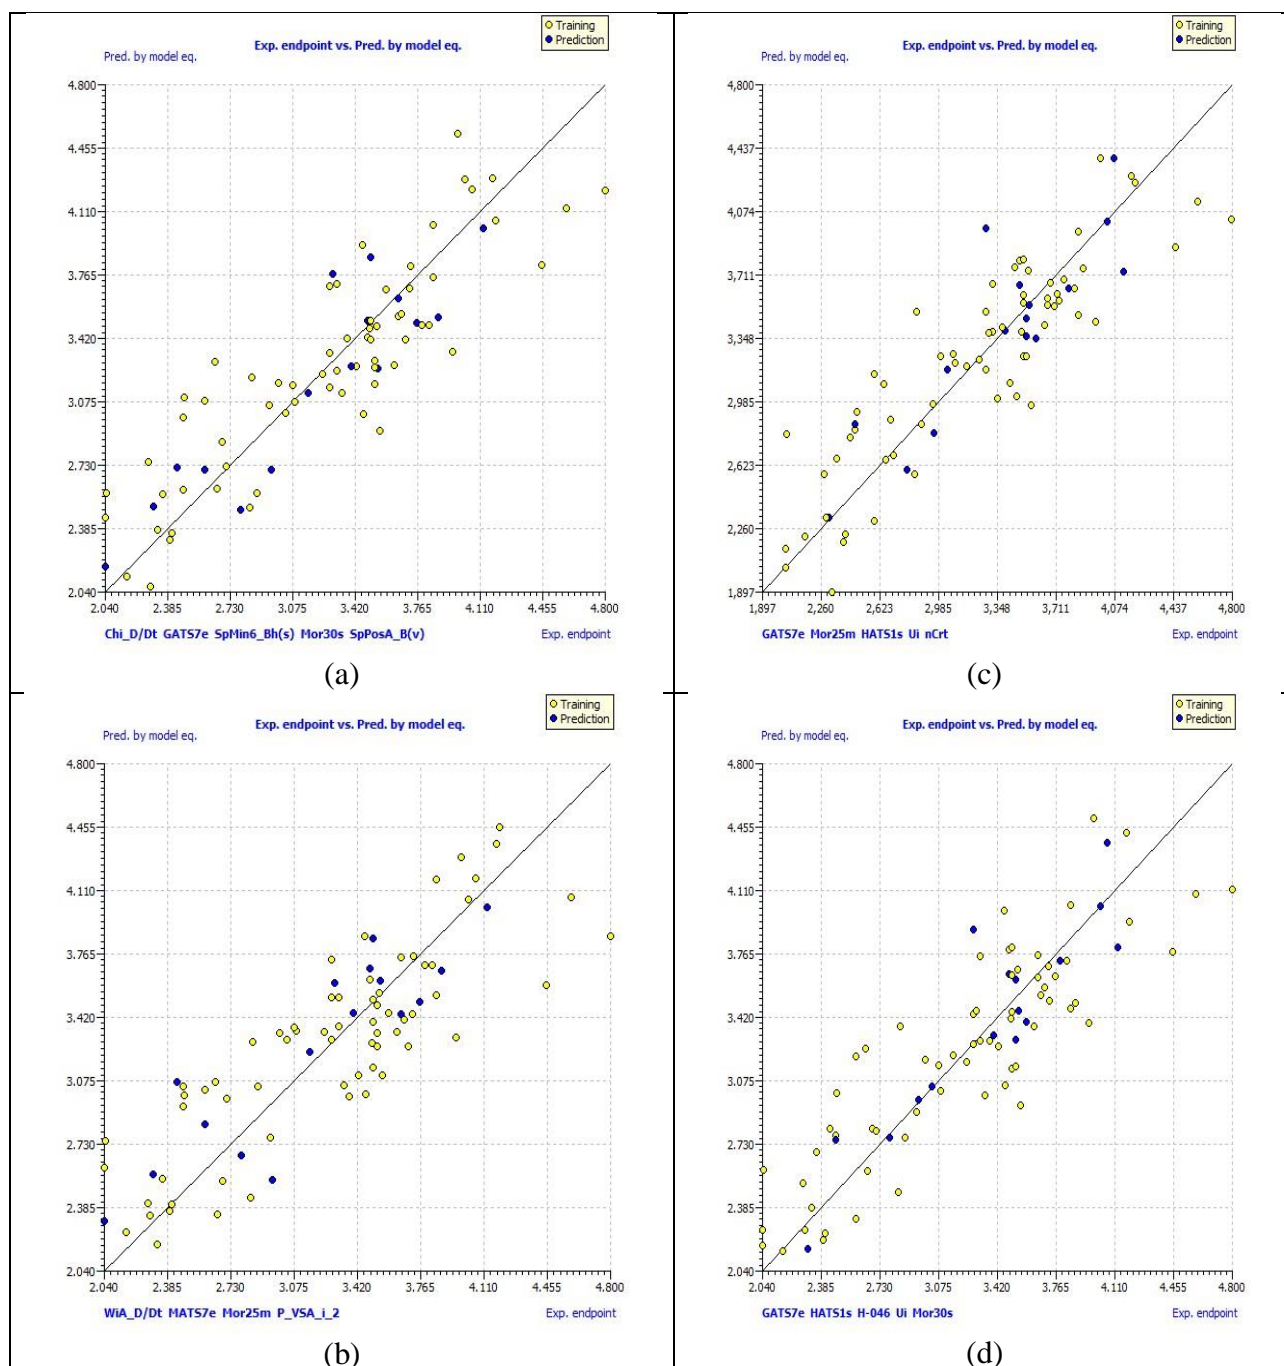 Training
Prediction
Exp. endpoint vs. Pred. by model eq.
Pred. by model eq.
4.800
4.455
4.110
3.765
3.420
3.075
2.730
2.385
2.040
2.040 2.385 2.730 3.075 3.420 3.765 4.110 4.455 4.800
Chi_D/Dt GATS7e SpMin6_Bh(s) Mor30s SpPosA_B(v) Exp. endpoint
(a)
Training
Prediction
Exp. endpoint vs. Pred. by model eq.
Pred. by model eq.
4,800
4,437
4,074
3,711
3,348
2,985
2,623
2,260
1,897
1,897 2,260 2,623 2,985 3,348 3,711 4,074 4,437 4,800
GATS7e Mor25m HATS1s Ui nCrt Exp. endpoint
(c)
Training
Prediction
Exp. endpoint vs. Pred. by model eq.
Pred. by model eq.
4.800
4.455
4.110
3.765
3.420
3.075
2.730
2.385
2.040
2.040 2.385 2.730 3.075 3.420 3.765 4.110 4.455 4.800
WiA_D/Dt MATS7e Mor25m P_VSA_i_2 Exp. endpoint
(b)
Training
Prediction
Exp. endpoint vs. Pred. by model eq.
Pred. by model eq.
4.800
4.455
4.110
3.765
3.420
3.075
2.730
2.385
2.040
2.040 2.385 2.730 3.075 3.420 3.765 4.110 4.455 4.800
GATS7e HATS1s H-046 Ui Mor30s Exp. endpoint
(d)